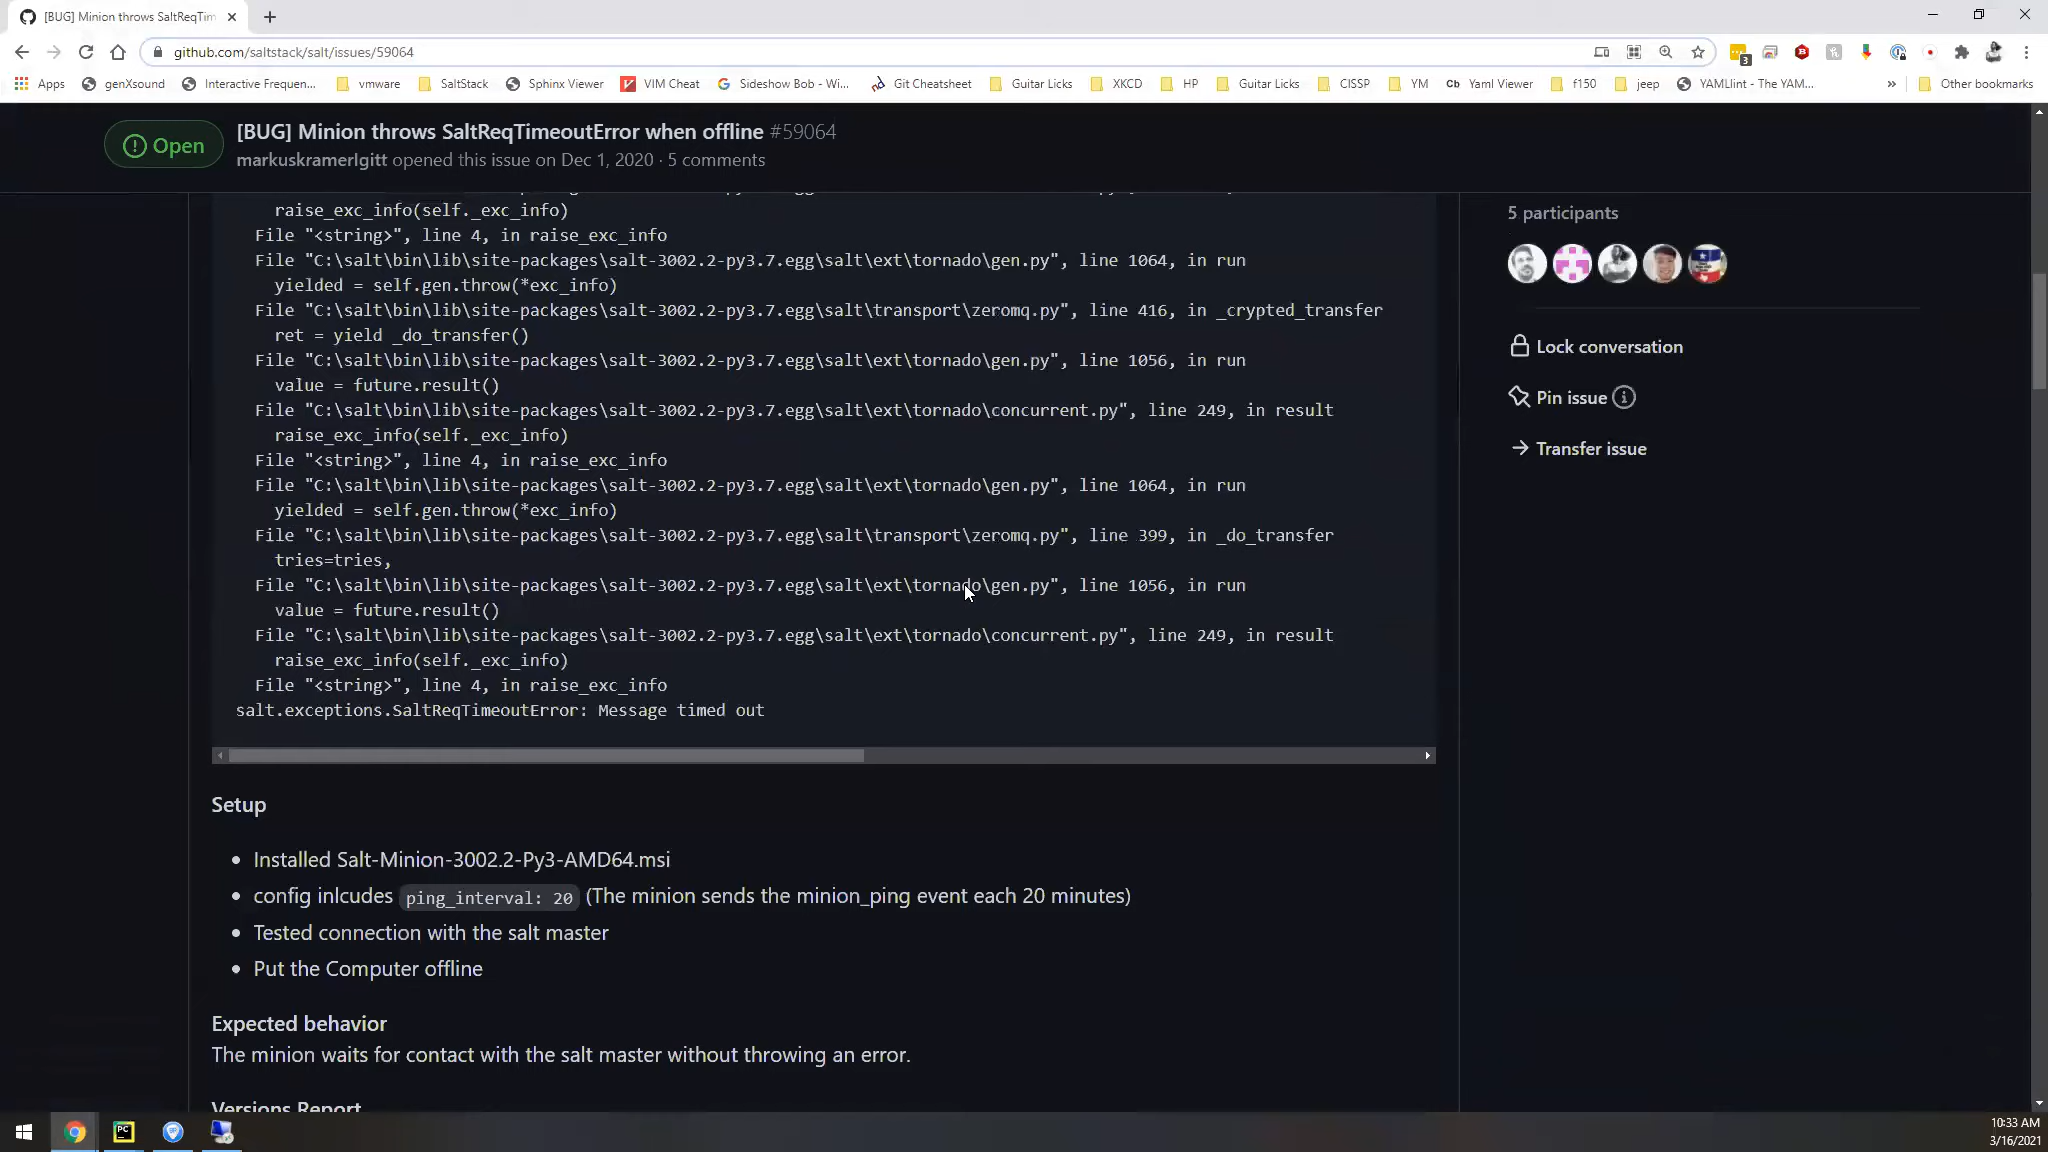 [BUG] Minion throws SaltReqTim
github.com/saltstack/salt/issues/59064
3
Apps genXsound Interactive Frequen... vmware SaltStack Sphinx Viewer VIM Cheat Sideshow Bob - Wi... Git Cheatsheet Guitar Licks XKCD HP Guitar Licks CISSP YM Cb Yaml Viewer f150 jeep YAMLlint - The YAM... » Other bookmarks
Open
[BUG] Minion throws SaltReqTimeoutError when offline #59064
markuskramerIgitt opened this issue on Dec 1, 2020 · 5 comments
raise_exc_info(self._exc_info)
File "<string>", line 4, in raise_exc_info
File "C:\salt\bin\lib\site-packages\salt-3002.2-py3.7.egg\salt\ext\tornado\gen.py", line 1064, in run
yielded = self.gen.throw(*exc_info)
File "C:\salt\bin\lib\site-packages\salt-3002.2-py3.7.egg\salt\transport\zeromq.py", line 416, in _crypted_transfer
ret = yield _do_transfer()
File "C:\salt\bin\lib\site-packages\salt-3002.2-py3.7.egg\salt\ext\tornado\gen.py", line 1056, in run
value = future.result()
File "C:\salt\bin\lib\site-packages\salt-3002.2-py3.7.egg\salt\ext\tornado\concurrent.py", line 249, in result
raise_exc_info(self._exc_info)
File "<string>", line 4, in raise_exc_info
File "C:\salt\bin\lib\site-packages\salt-3002.2-py3.7.egg\salt\ext\tornado\gen.py", line 1064, in run
yielded = self.gen.throw(*exc_info)
File "C:\salt\bin\lib\site-packages\salt-3002.2-py3.7.egg\salt\transport\zeromq.py", line 399, in _do_transfer
tries=tries,
File "C:\salt\bin\lib\site-packages\salt-3002.2-py3.7.egg\salt\ext\tornado\gen.py", line 1056, in run
value = future.result()
File "C:\salt\bin\lib\site-packages\salt-3002.2-py3.7.egg\salt\ext\tornado\concurrent.py", line 249, in result
raise_exc_info(self._exc_info)
File "<string>", line 4, in raise_exc_info
salt.exceptions.SaltReqTimeoutError: Message timed out
Setup
Installed Salt-Minion-3002.2-Py3-AMD64.msi
config inlcudes ping_interval: 20 (The minion sends the minion_ping event each 20 minutes)
Tested connection with the salt master
Put the Computer offline
Expected behavior
The minion waits for contact with the salt master without throwing an error.
Versions Report
5 participants
Lock conversation
Pin issue
Transfer issue
PC
10:33 AM
3/16/2021